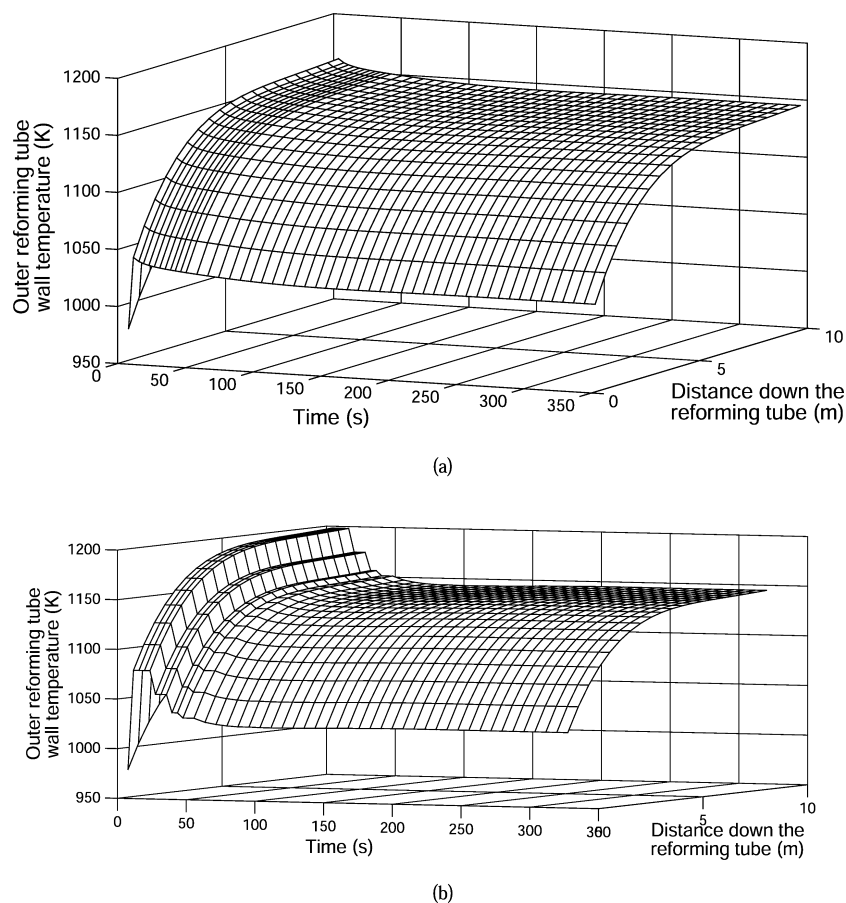 1200
1150
1100
1050
1000
950
Outer reforming tube
wall temperature (K)
0
50
100
150
200
250
300
350
Time (s)
0
5
10
Distance down the
reforming tube (m)
(a)
1200
1150
1100
1050
1000
950
Outer reforming tube
wall temperature (K)
0
50
100
150
200
250
300
Time (s)
5
10
Distance down the
reforming tube (m)
(b)